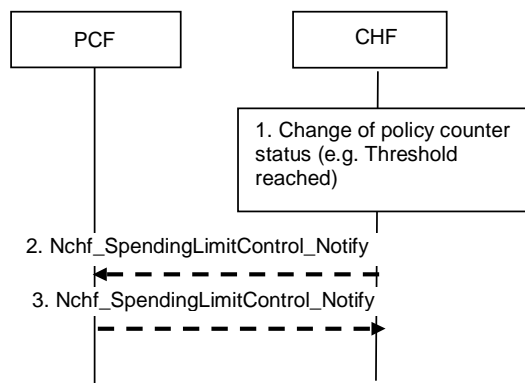 PCF
CHF
1. Change of policy counter
status (e.g. Threshold
reached)
2. Nchf_SpendingLimitControl_Notify
3. Nchf_SpendingLimitControl_Notify